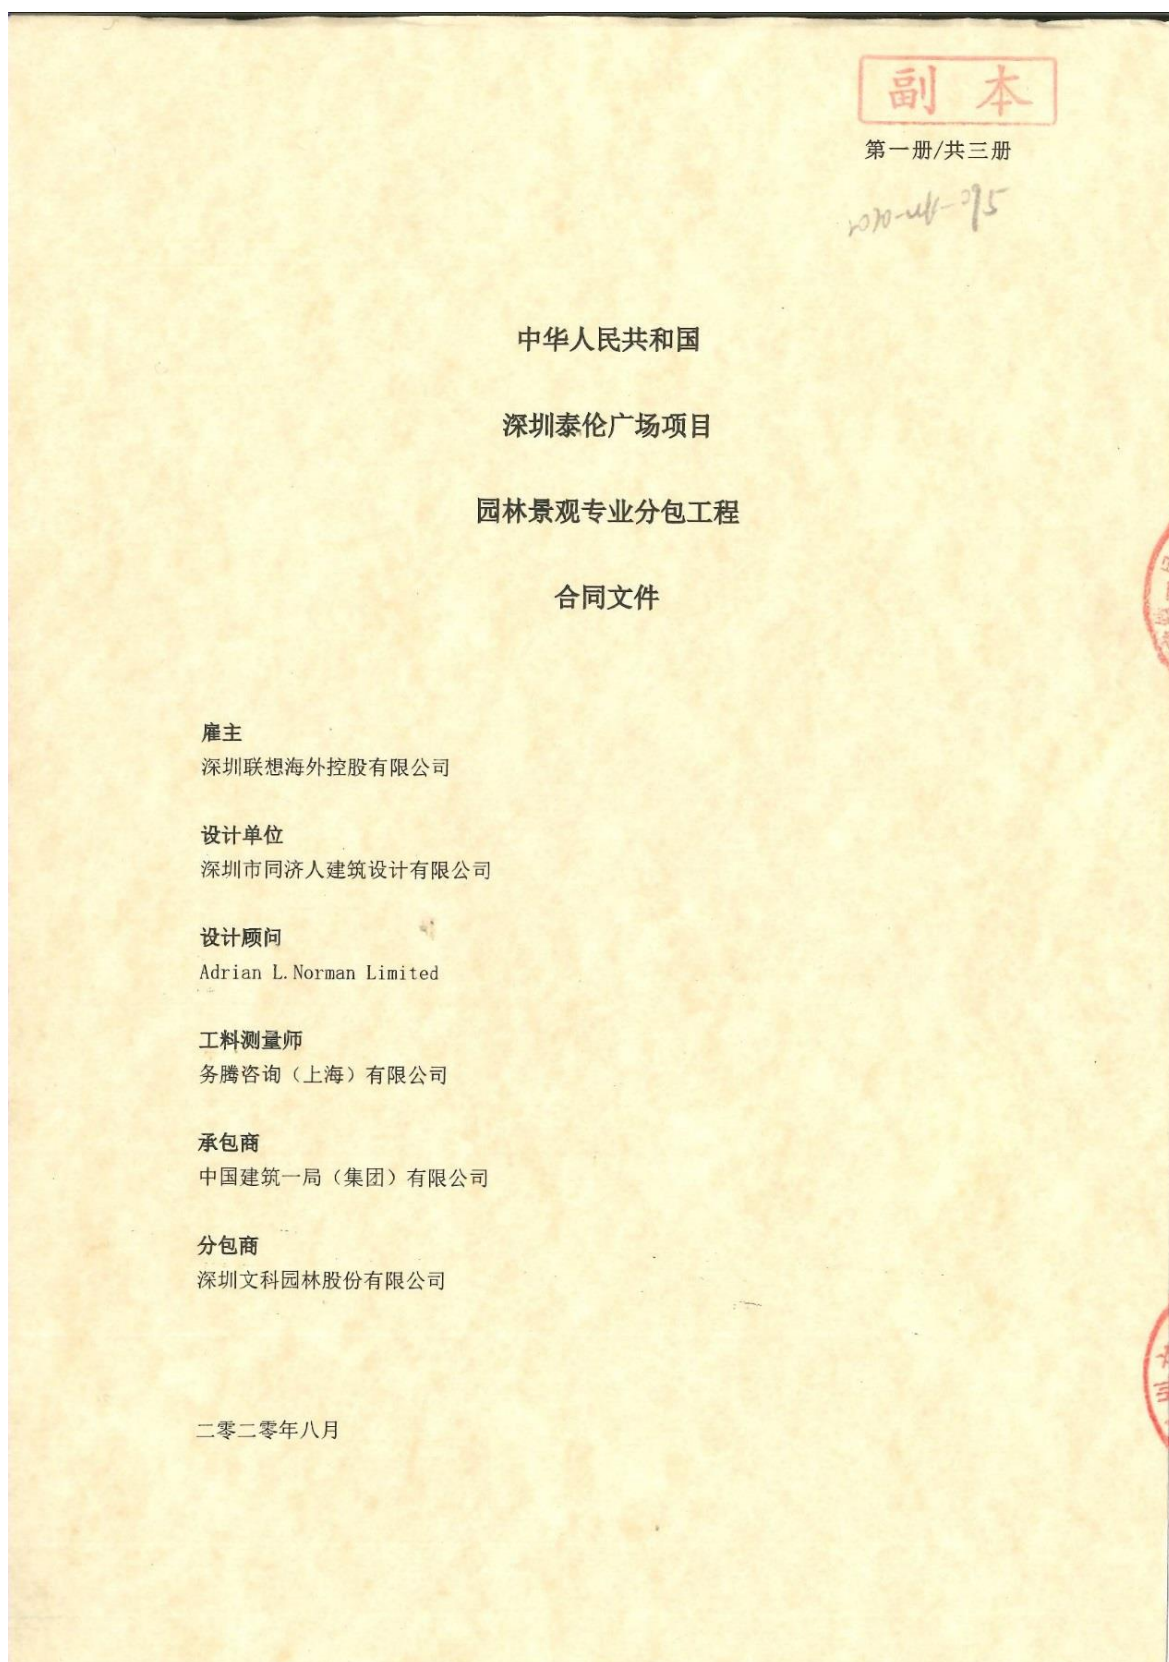 副 本
第一册/共三册
中华人民共和国
深圳泰伦广场项目
园林景观专业分包工程
合同文件
雇主
深圳联想海外控股有限公司
设计单位
深圳市同济人建筑设计有限公司
设计顾问
Adrian L.Norman Limited
工料测量师
务腾咨询（上海）有限公司
承包商
中国建筑一局（集团）有限公司
分包商
深圳文科园林股份有限公司
二零二零年八月